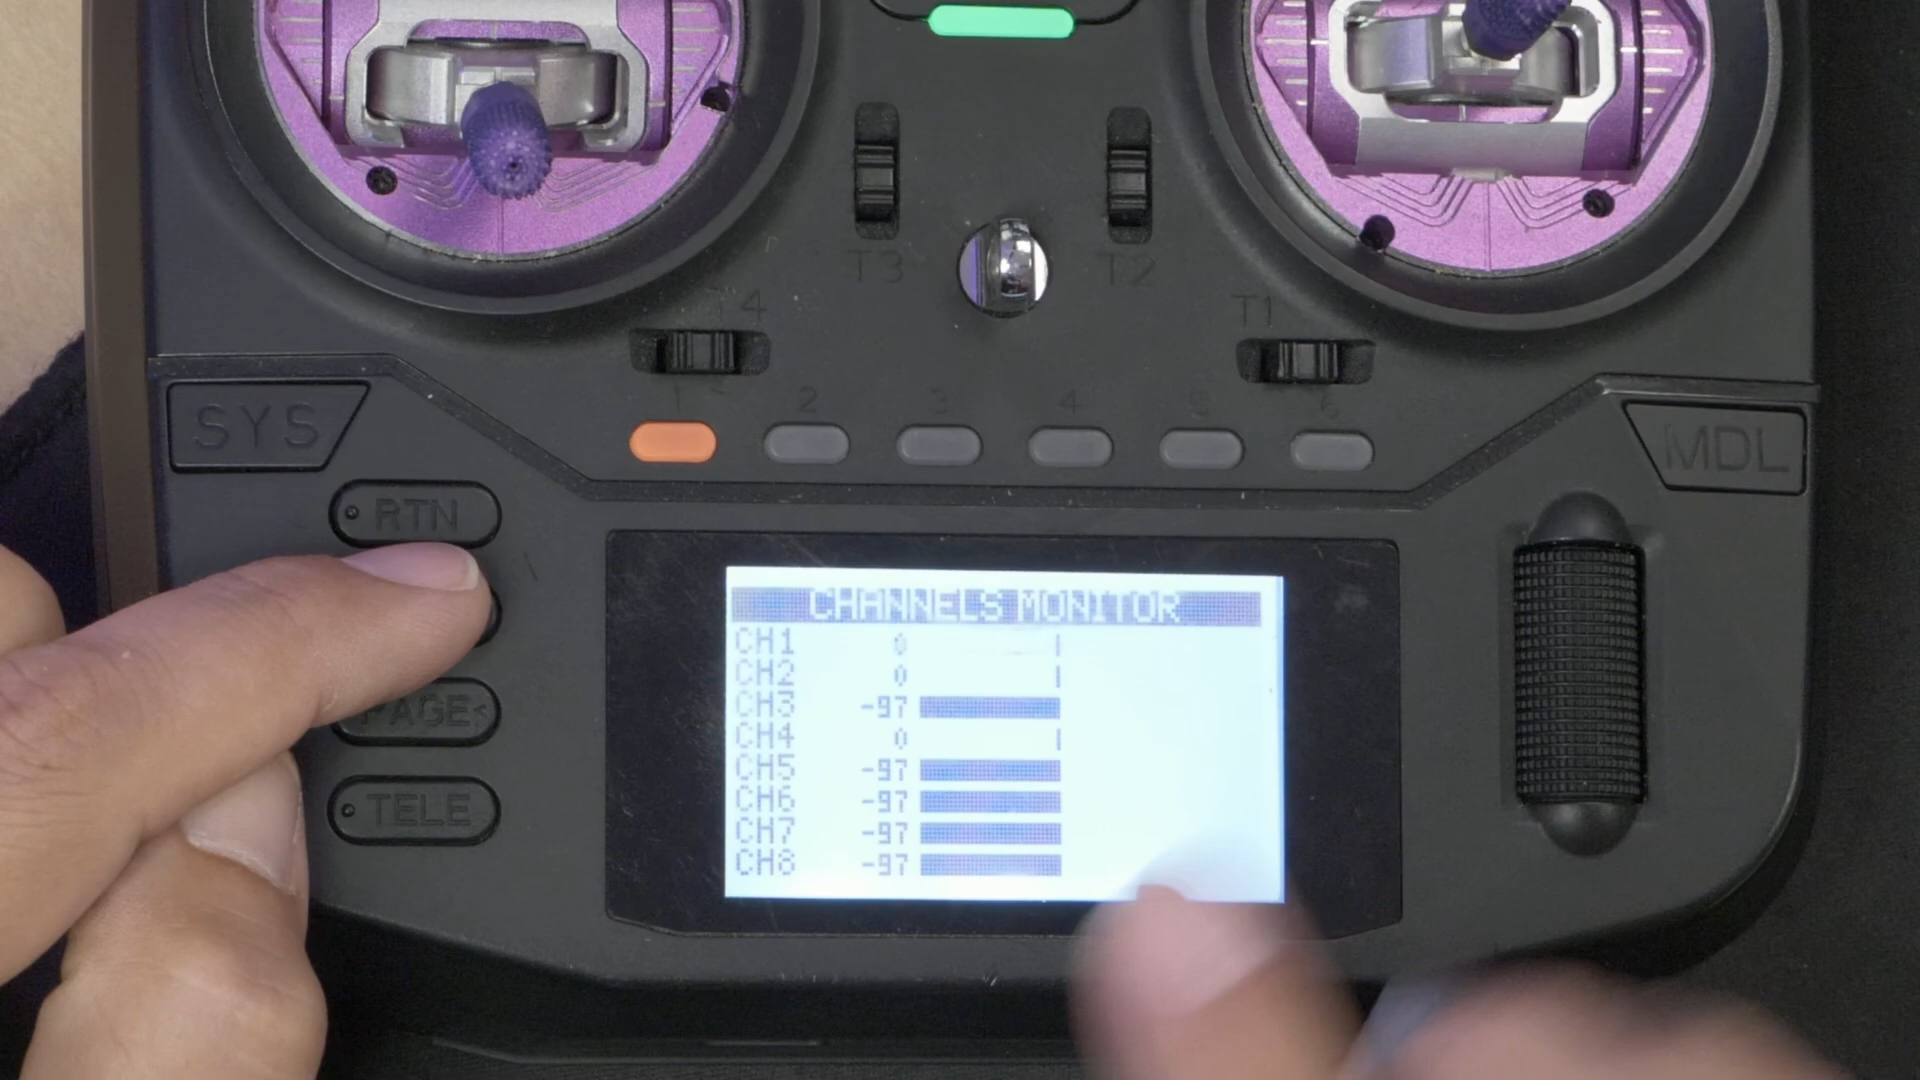 T3
T2
T4
T1
1
2
3
4
5
6
SYS
MDL
RTN
CHANNELS MONITOR
CH1 0
CH2 0
CH3 -97
CH4 0
CH5 -97
CH6 -97
CH7 -97
CH8 -97
PAGE<
TELE